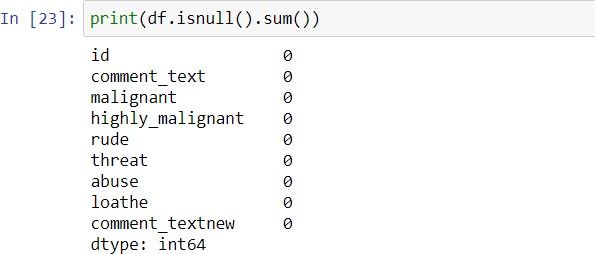 In [23]: print(df.isnull().sum())
id 0
comment_text 0
malignant 0
highly_malignant 0
rude 0
threat 0
abuse 0
loathe 0
comment_textnew 0
dtype: int64